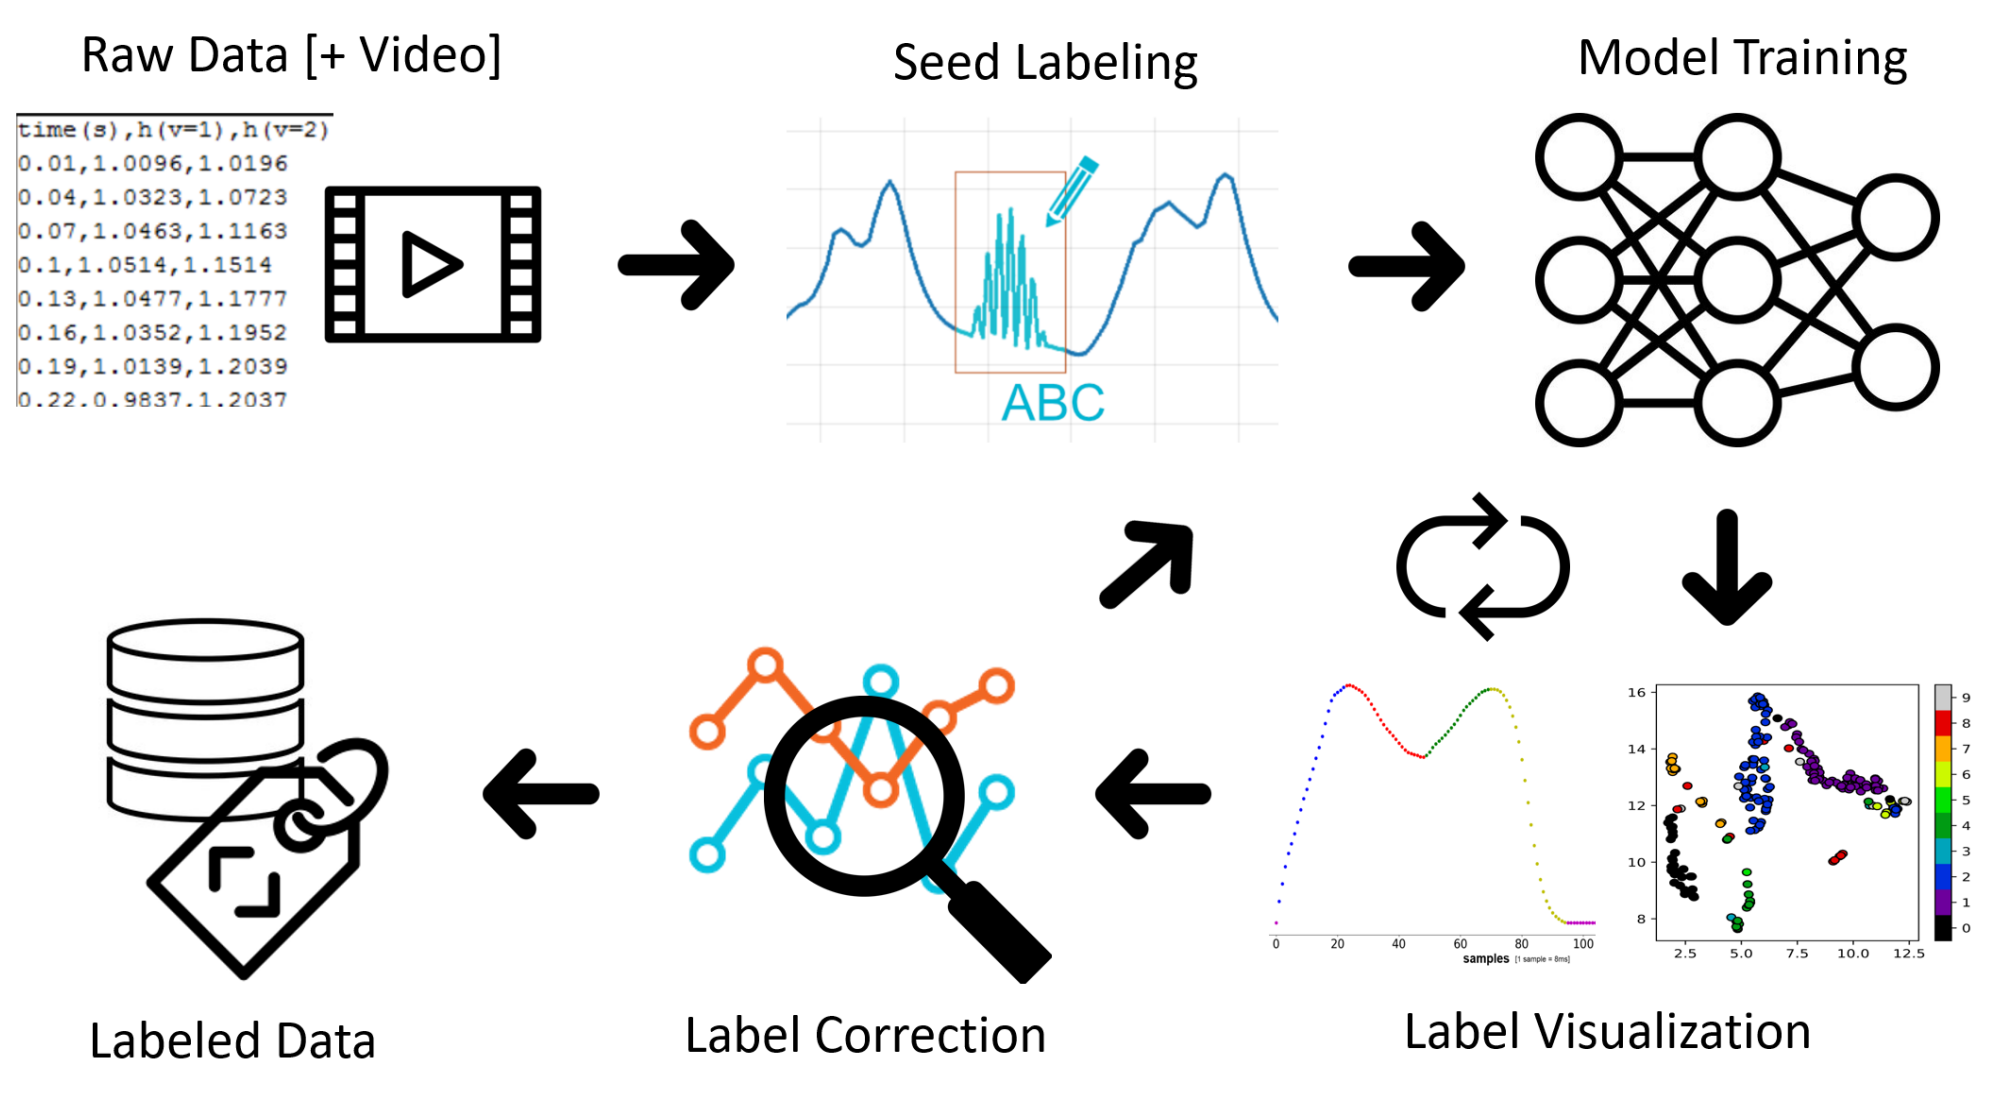 Raw Data [+ Video]
Seed Labeling
Model Training
time(s),h(v=1),h(v=2)
0.01,1.0096,1.0196
0.04,1.0323,1.0723
0.07,1.0463,1.1163
0.1,1.0514,1.1514
0.13,1.0477,1.1777
0.16,1.0352,1.1952
0.19,1.0139,1.2039
0.22,0.9837,1.2037
ABC
0 20 40 60 80 100
samples [1 sample = 8ms]
16
14
12
10
8
2.5 5.0 7.5 10.0 12.5
9
8
7
6
5
4
3
2
1
0
Labeled Data
Label Correction
Label Visualization